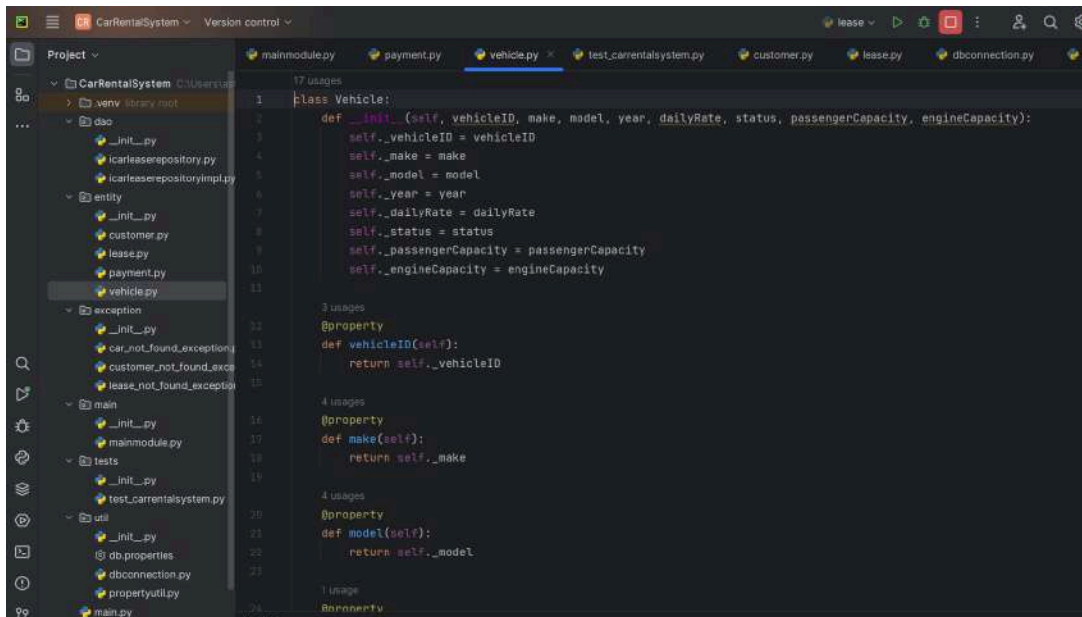 CR CarRentalSystem Version control lease
Project
mainmodule.py payment.py vehicle.py test_carrentalsystem.py customer.py lease.py dbconnection.py
CarRentalSystem
.venv library root
dao
__init__.py
icarleaserepository.py
icarleaserepositoryimpl.py
entity
__init__.py
customer.py
lease.py
payment.py
vehicle.py
exception
__init__.py
car_not_found_exception.
customer_not_found_exce
lease_not_found_exceptio
main
__init__.py
mainmodule.py
tests
__init__.py
test_carrentalsystem.py
util
__init__.py
db.properties
dbconnection.py
propertyutil.py
main.py
17 usages
1 class Vehicle:
2 def __init__(self, vehicleID, make, model, year, dailyRate, status, passengerCapacity, engineCapacity):
3 self._vehicleID = vehicleID
4 self._make = make
5 self._model = model
6 self._year = year
7 self._dailyRate = dailyRate
8 self._status = status
9 self._passengerCapacity = passengerCapacity
10 self._engineCapacity = engineCapacity
11
3 usages
12 @property
13 def vehicleID(self):
14 return self._vehicleID
15
4 usages
16 @property
17 def make(self):
18 return self._make
19
4 usages
20 @property
21 def model(self):
22 return self._model
23
1 usage
24 @property